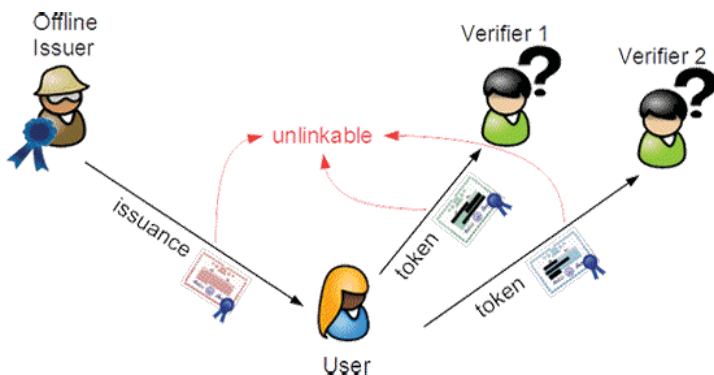 Offline
Issuer
Verifier 1
Verifier 2
unlinkable
issuance
token
token
User